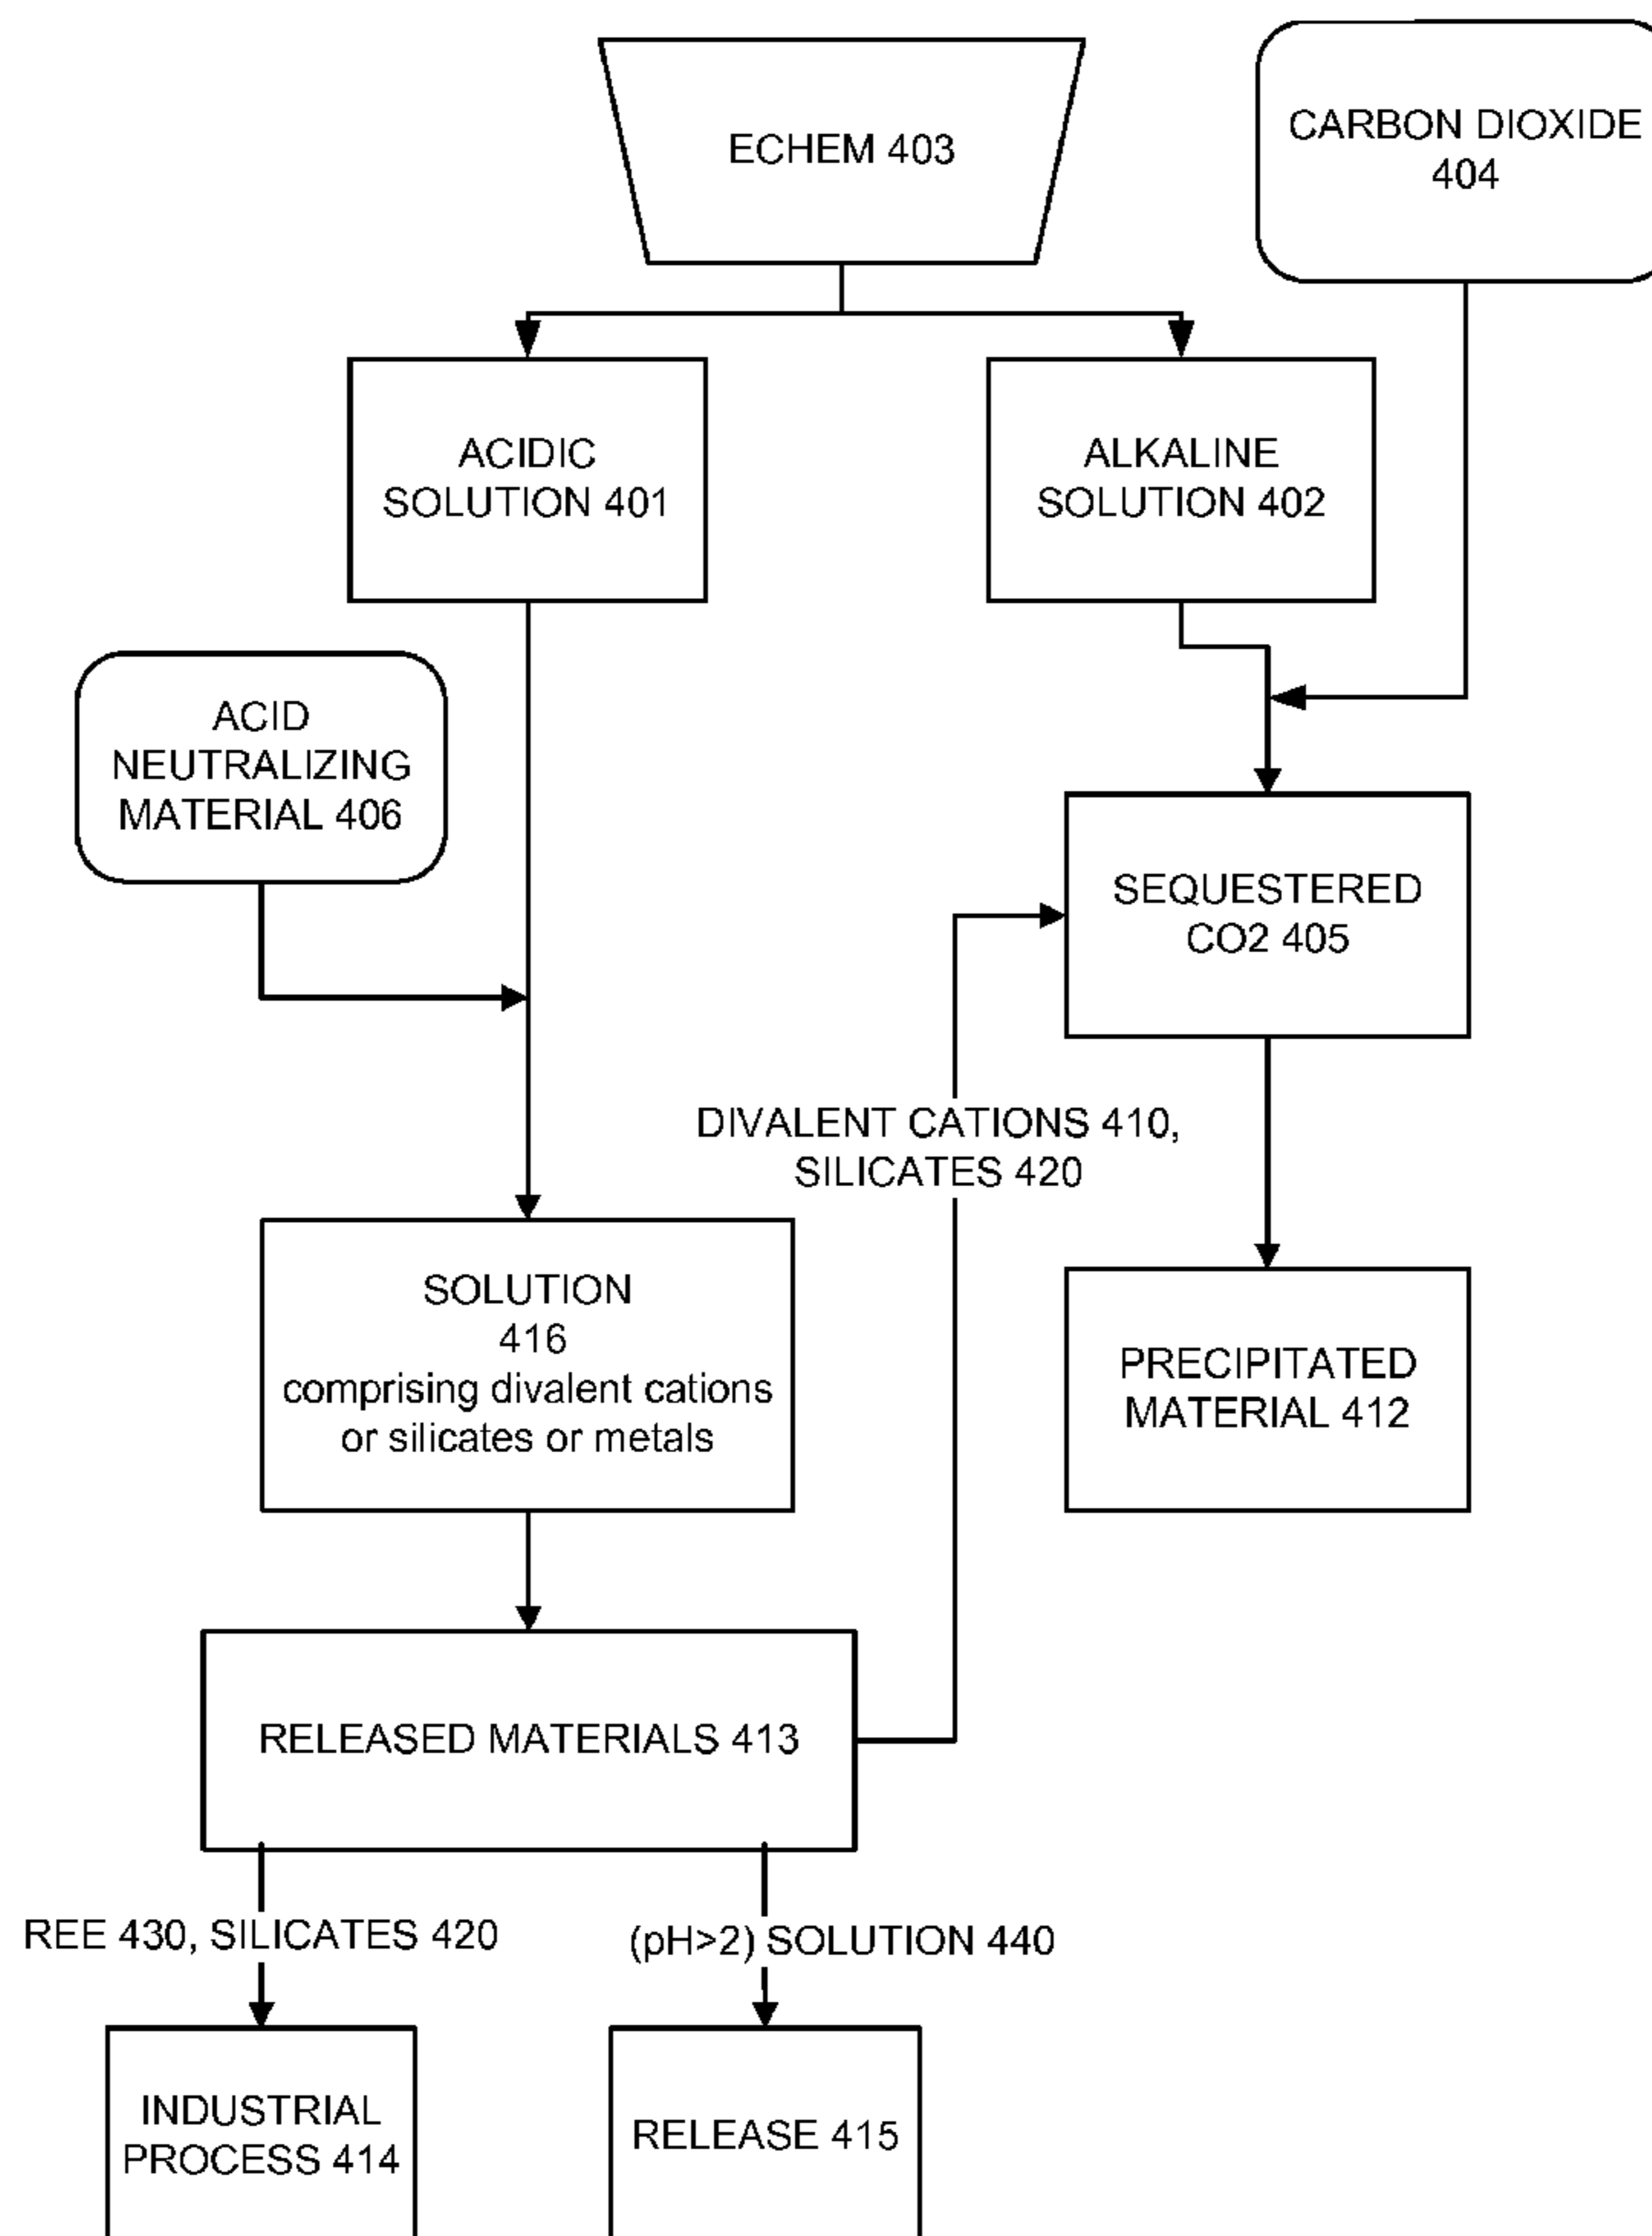 ECHEM 403
CARBON DIOXIDE
404
ACIDIC
SOLUTION 401
ALKALINE
SOLUTION 402
ACID
NEUTRALIZING
MATERIAL 406
SEQUESTERED
CO2 405
DIVALENT CATIONS 410,
SILICATES 420
SOLUTION
416
comprising divalent cations
or silicates or metals
PRECIPITATED
MATERIAL 412
RELEASED MATERIALS 413
REE 430, SILICATES 420
(pH>2) SOLUTION 440
INDUSTRIAL
PROCESS 414
RELEASE 415